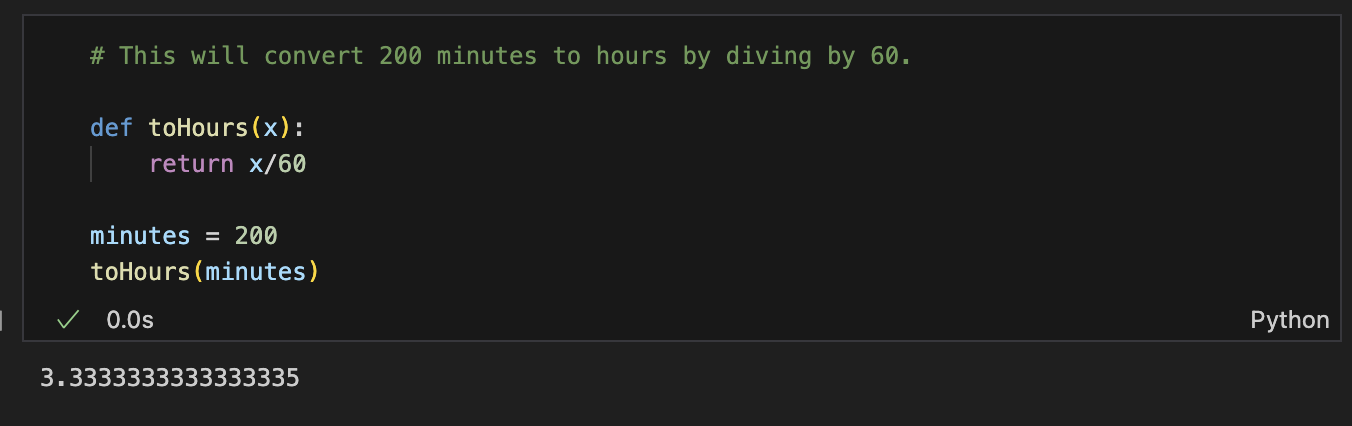 # This will convert 200 minutes to hours by diving by 60.
def toHours(x):
    return x/60
minutes = 200
toHours(minutes)
✓ 0.0s
Python
3.3333333333333335